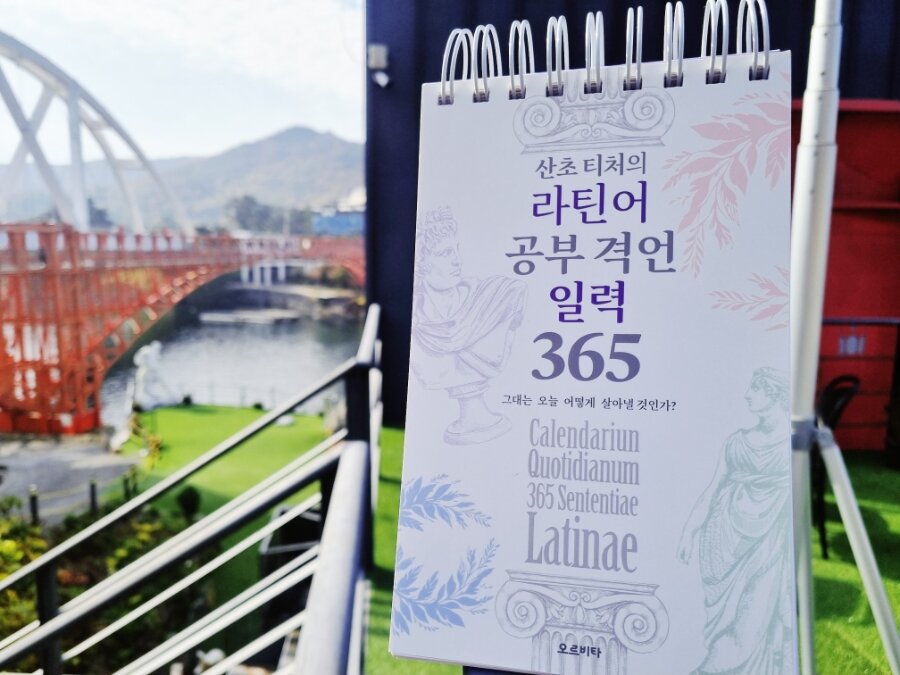 산초 티처의
라틴어
공부 격언
일력
365
그대는 오늘 어떻게 살아낼 것인가?
Calendariun
Quotidianum
365 Sententiae
Latinae
오르비타